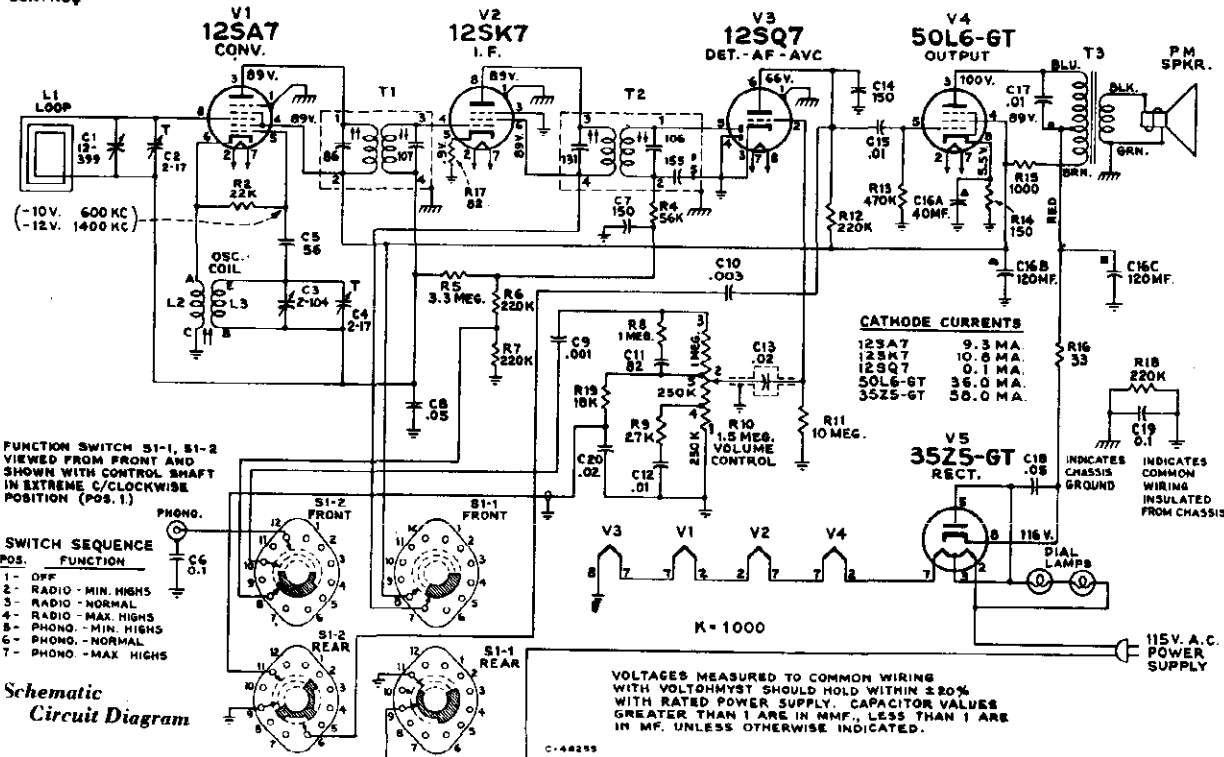 V1
12SA7
CONV.
V2
12SK7
I.F.
V3
12SQ7
DET.-AF-AVC
V4
50L6-GT
OUTPUT
T3
PM
SPKR.
BLU.
BLK.
GRN.
BRN.
RED
L1
LOOP
C1
12-
399
C2
2-17
T
89V.
89V.
T1
86
107
89V.
89V.
.9V.
R17
82
T2
131
106
155
66V.
C14
150
C15
.01
100V.
5.5V.
C17
.01
89V.
R15
1000
R14
150
R13
470K
C16A
40MF.
R12
220K
R2
22K
(-10V. 600 KC)
(-12V. 1400 KC)
C5
56
OSC.
COIL
L2
L3
A
E
C
B
C3
2-104
T
C4
2-17
C7
150
R4
56K
R5
3.3 MEG.
R6
220K
R7
220K
C8
.05
C10
.003
C9
.001
R8
1 MEG.
C11
82
1 MEG.
250K
250K
R19
18K
R9
27K
C20
.02
C12
.01
R10
1.5 MEG.
VOLUME
CONTROL
C13
.02
R11
10 MEG.
C16B
120MF.
C16C
120MF.
R16
33
CATHODE CURRENTS
12SA7 9.3 MA.
12SK7 10.8 MA.
12SQ7 0.1 MA.
50L6-GT 36.0 MA.
35Z5-GT 58.0 MA.
R18
220K
C19
0.1
INDICATES
CHASSIS
GROUND
INDICATES
COMMON
WIRING
INSULATED
FROM CHASSIS
V5
35Z5-GT
RECT.
C18
.05
116 V.
DIAL
LAMPS
FUNCTION SWITCH S1-1, S1-2
VIEWED FROM FRONT AND
SHOWN WITH CONTROL SHAFT
IN EXTREME C/CLOCKWISE
POSITION (POS. 1.)
PHONO.
C6
0.1
SWITCH SEQUENCE
POS. FUNCTION
1- OFF
2- RADIO - MIN. HIGHS
3- RADIO - NORMAL
4- RADIO - MAX. HIGHS
5- PHONO. - MIN. HIGHS
6- PHONO. - NORMAL
7- PHONO. - MAX HIGHS
S1-2
FRONT
S1-1
FRONT
S1-2
REAR
S1-1
REAR
V3
V1
V2
V4
K=1000
115V. A.C.
POWER
SUPPLY
VOLTAGES MEASURED TO COMMON WIRING
WITH VOLTOHMYST SHOULD HOLD WITHIN ±20%
WITH RATED POWER SUPPLY. CAPACITOR VALUES
GREATER THAN 1 ARE IN MMF., LESS THAN 1 ARE
IN MF. UNLESS OTHERWISE INDICATED.
Schematic
Circuit Diagram